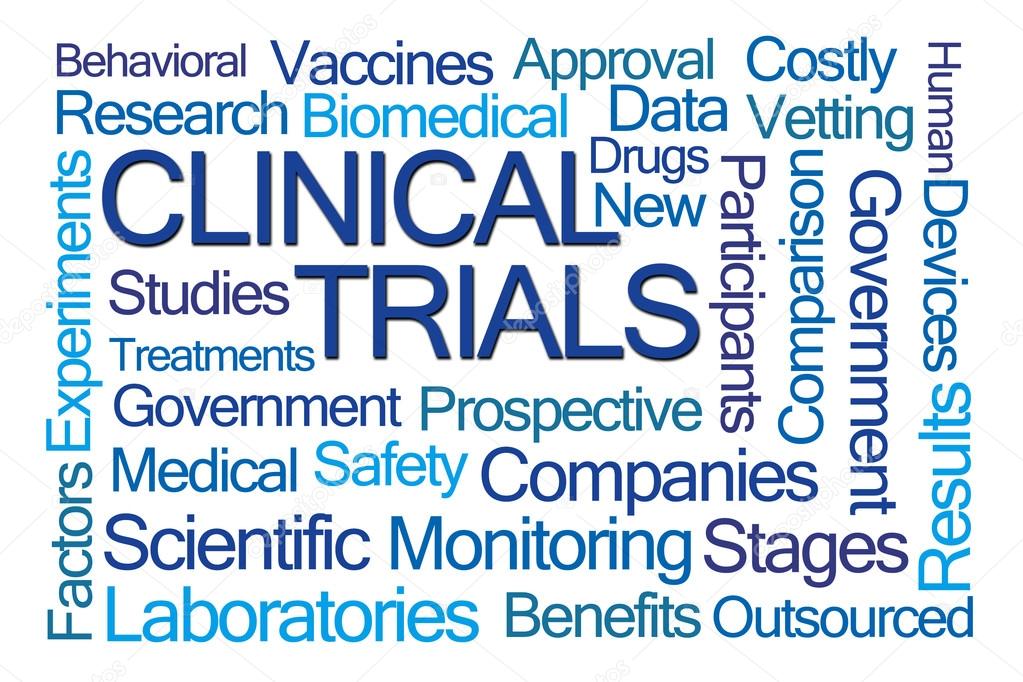 Behavioral Vaccines Approval Costly
Research Biomedical Data Vetting
Human
CLINICAL
Drugs
New
TRIALS
Participants
Comparison
Government
Devices
Experiments
Studies
Treatments
Government Prospective
Medical Safety Companies
Results
Factors
Scientific Monitoring Stages
Laboratories Benefits Outsourced